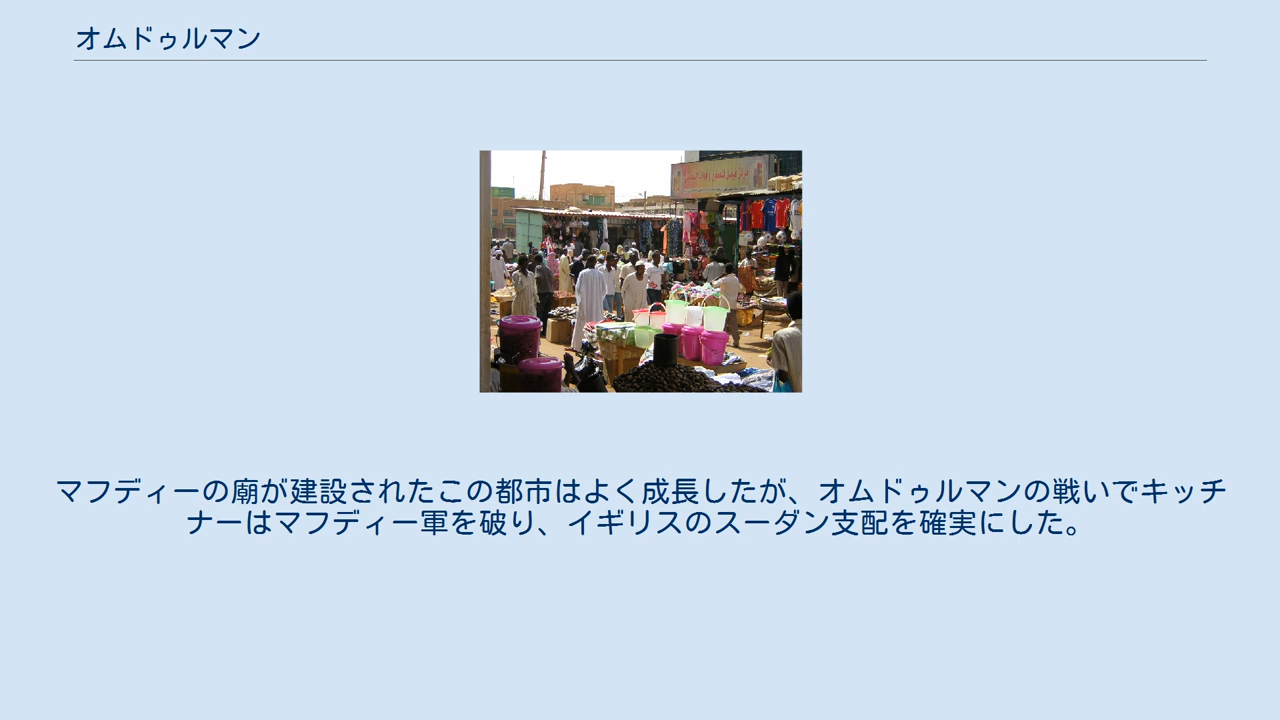 オムドゥルマン
マフディーの廟が建設されたこの都市はよく成長したが、オムドゥルマンの戦いでキッチ
ナーはマフディー軍を破り、イギリスのスーダン支配を確実にした。